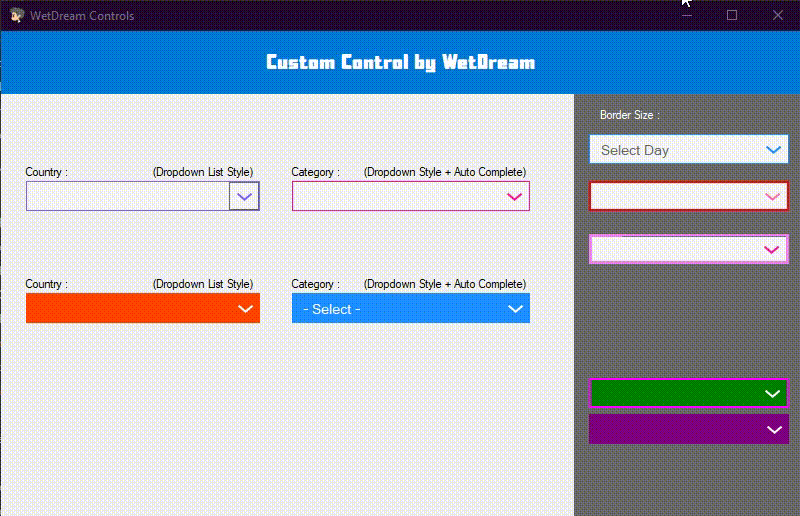 WetDream Controls
Custom Control by WetDream
Border Size :
Select Day
Country : (Dropdown List Style) Category : (Dropdown Style + Auto Complete)
Country : (Dropdown List Style) Category : (Dropdown Style + Auto Complete)
- Select -